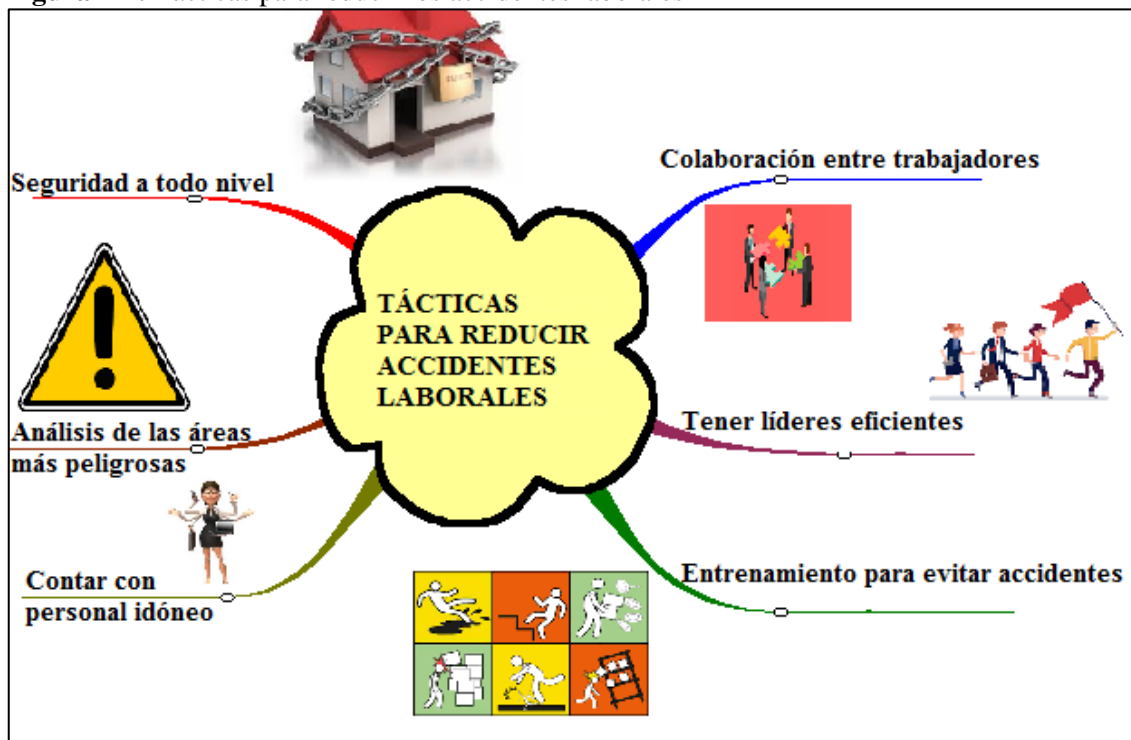 Seguridad a todo nivel
Colaboración entre trabajadores
TÁCTICAS
PARA REDUCIR
ACCIDENTES
LABORALES
Análisis de las áreas
más peligrosas
Tener líderes eficientes
Contar con
personal idóneo
Entrenamiento para evitar accidentes